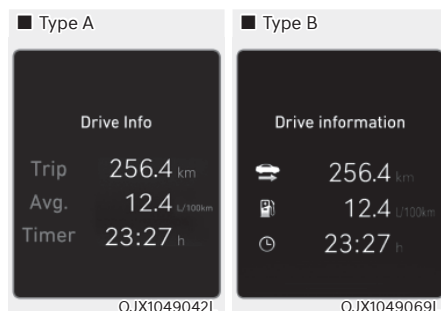 ■ Type A
Drive Info
Trip 256.4 km
Avg. 12.4 L/100km
Timer 23:27 h
OJX1049042L
■ Type B
Drive information
256.4 km
12.4 L/100km
23:27 h
OJX1049069L